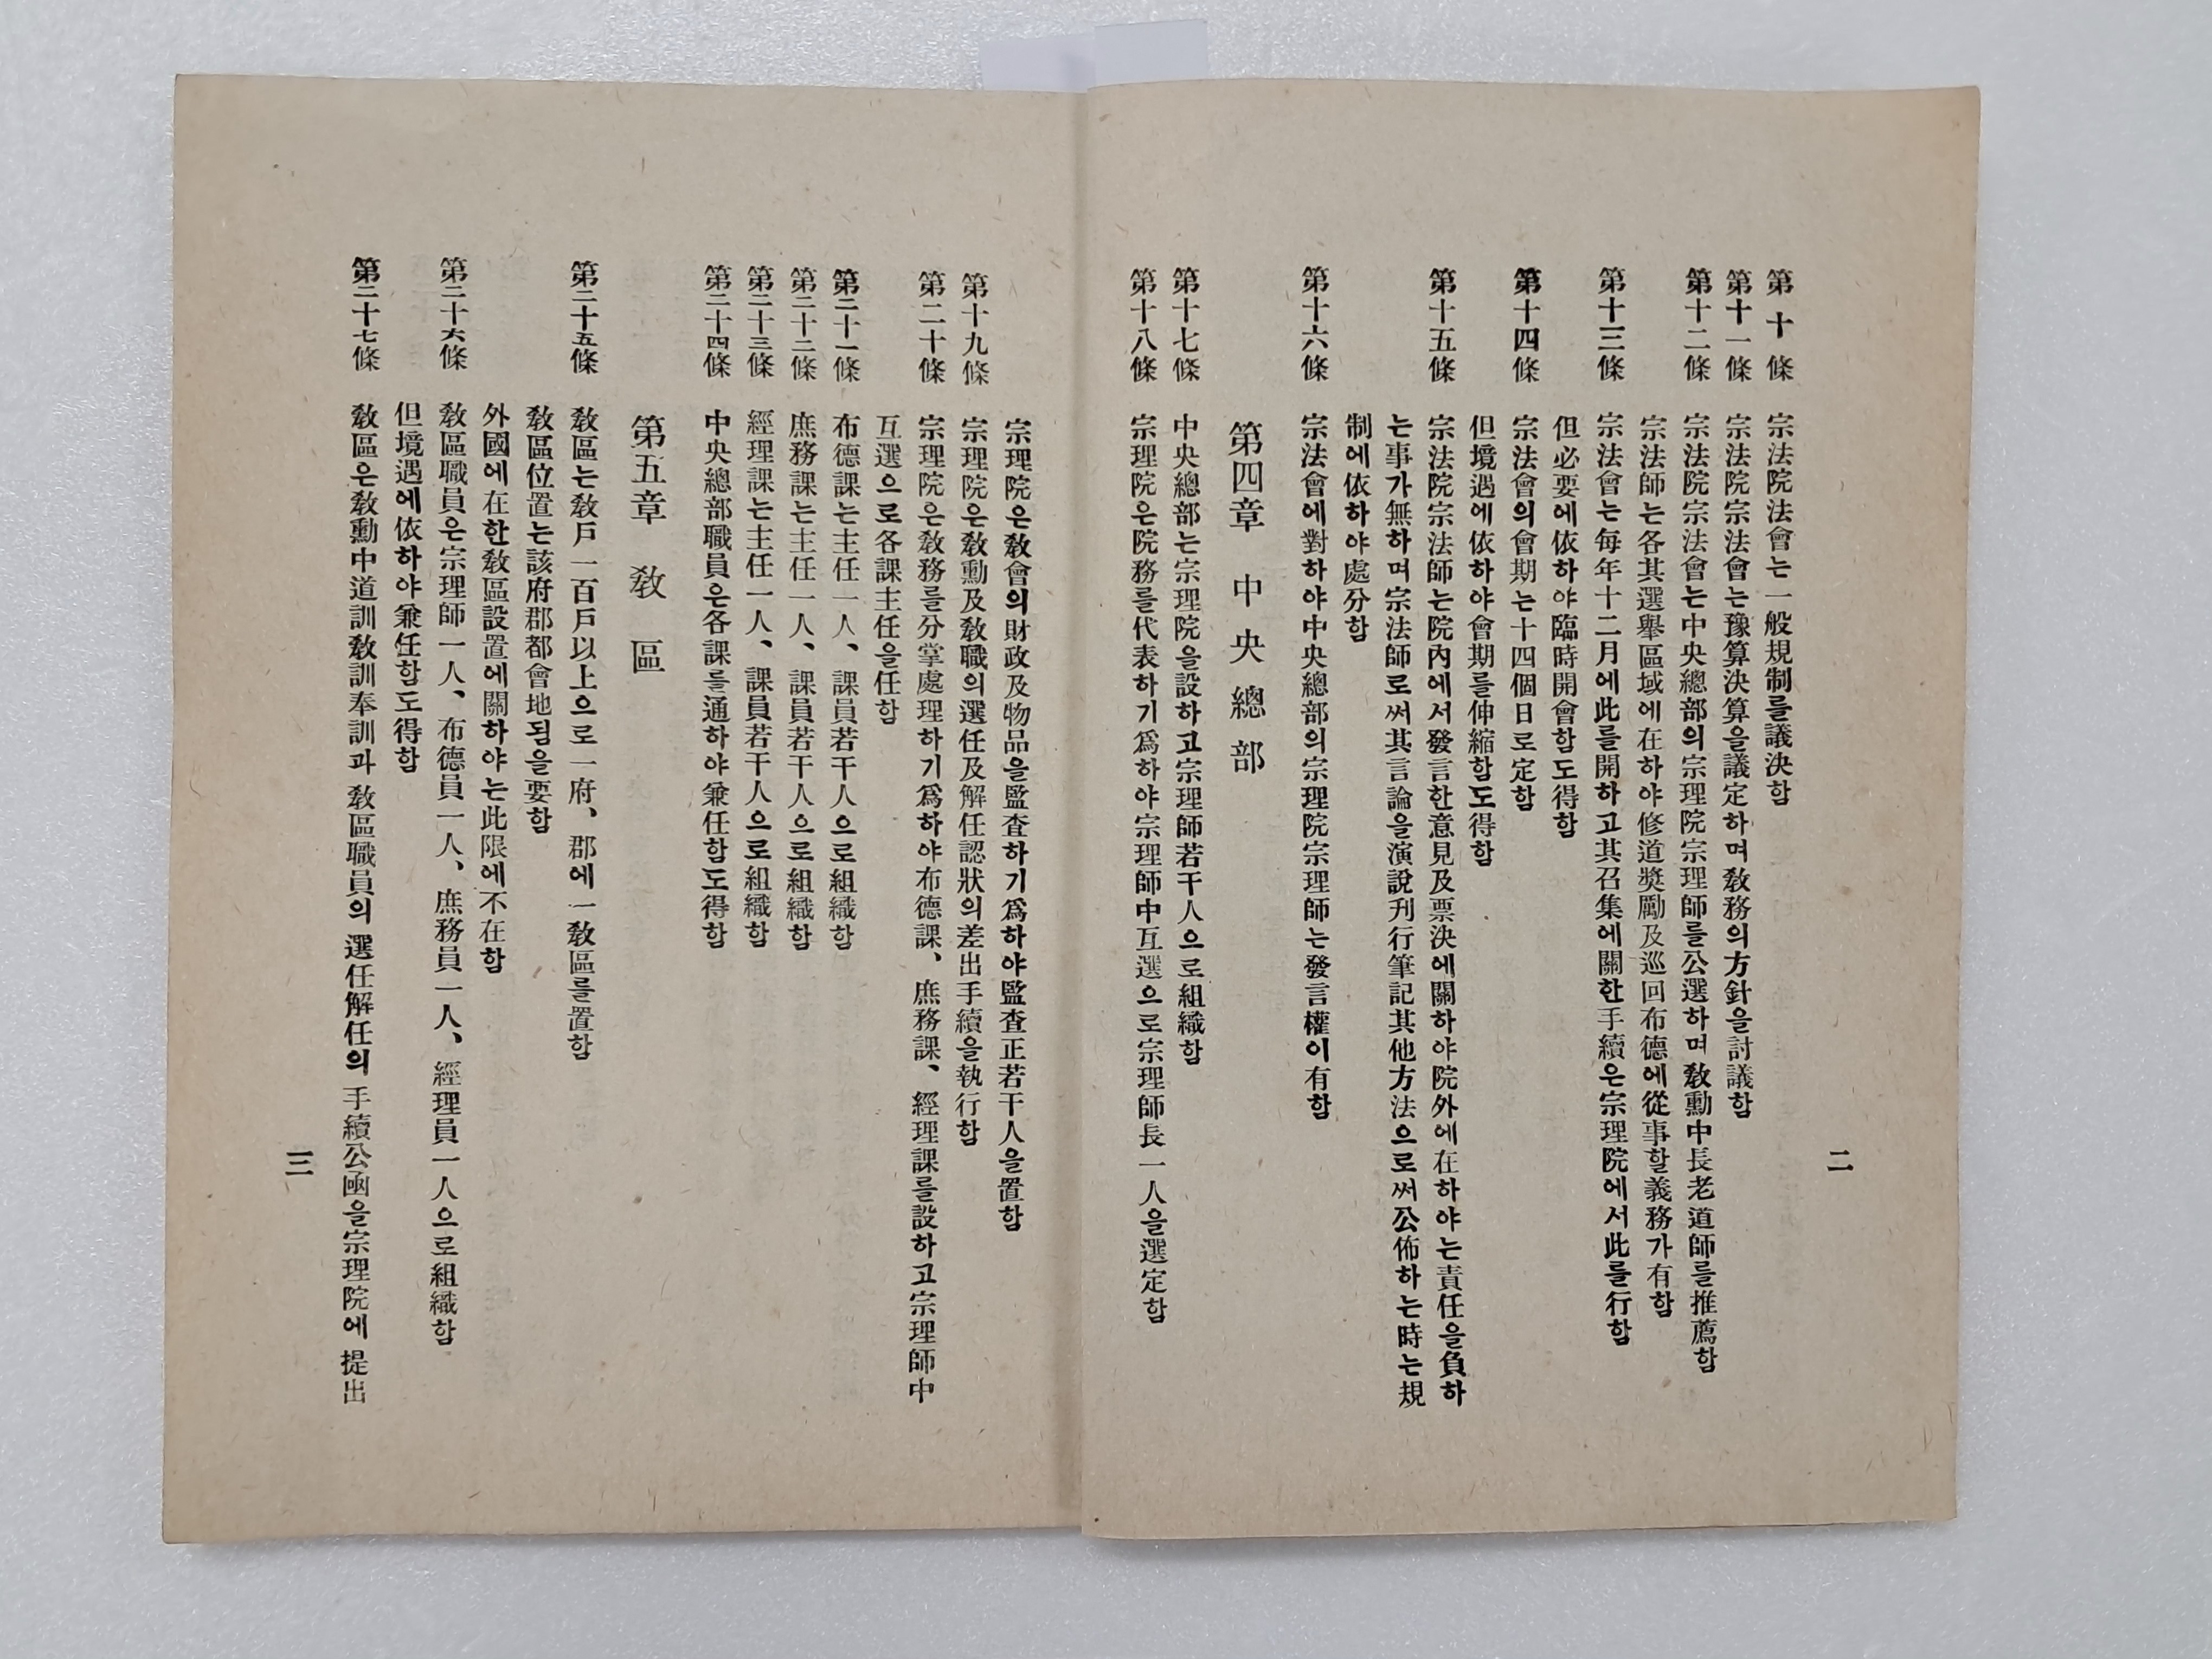 二
第十條 宗法院法會는一般規制를議決함
第十一條 宗法院宗法會는豫算決算을議定하며敎務의方針을討議함
第十二條 宗法院宗法會는中央總部의宗理院宗理師를公選하며敎勳中長老道師를推薦함
宗法師는各其選擧區域에在하야修道獎勵及巡回布德에從事할義務가有함
第十三條 宗法會는每年十二月에此를開하고其召集에關한手續은宗理院에서此를行함
但必要에依하야臨時開會함도得함
第十四條 宗法會의會期는十四個日로定함
但境遇에依하야會期를伸縮함도得함
第十五條 宗法院宗法師는院內에서發言한意見及票決에關하야院外에在하야는責任을負하
는事가無하며宗法師로써其言論을演說刊行筆記其他方法으로써公佈하는時는規
制에依하야處分함
第十六條 宗法會에對하야中央總部의宗理院宗理師는發言權이有함
第四章 中央總部
第十七條 中央總部는宗理院을設하고宗理師若干人으로組織함
第十八條 宗理院은院務를代表하기爲하야宗理師中互選으로宗理師長一人을選定함
宗理院은敎會의財政及物品을監査하기爲하야監査正若干人을置함
第十九條 宗理院은敎勳及敎職의選任及解任認狀의差出手續을執行함
第二十條 宗理院은敎務를分掌處理하기爲하야布德課、庶務課、經理課를設하고宗理師中
互選으로各課主任을任함
第二十一條 布德課는主任一人、課員若干人으로組織함
第二十二條 庶務課는主任一人、課員若干人으로組織함
第二十三條 經理課는主任一人、課員若干人으로組織함
第二十四條 中央總部職員은各課를通하야兼任함도得함
第五章 敎區
第二十五條 敎區는敎戶一百戶以上으로一府、郡에一敎區를置함
敎區位置는該府郡都會地됨을要함
外國에在한敎區設置에關하야는此限에不在함
第二十六條 敎區職員은宗理師一人、布德員一人、庶務員一人、經理員一人으로組織함
但境遇에依하야兼任함도得함
第二十七條 敎區은敎勳中道訓敎訓奉訓과 敎區職員의 選任解任의 手續公函을宗理院에 提出
三